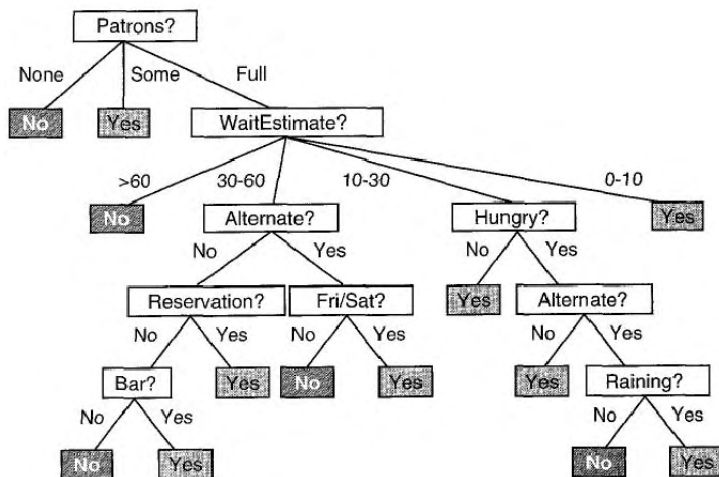 Patrons?
None Some Full
No Yes WaitEstimate?
>60 30-60 10-30 0-10
No Alternate? Hungry? Yes
No Yes No Yes
Reservation? Fri/Sat? Yes Alternate?
No Yes No Yes No Yes
Bar? Yes No Yes Yes Raining?
No Yes No Yes
No Yes No Yes